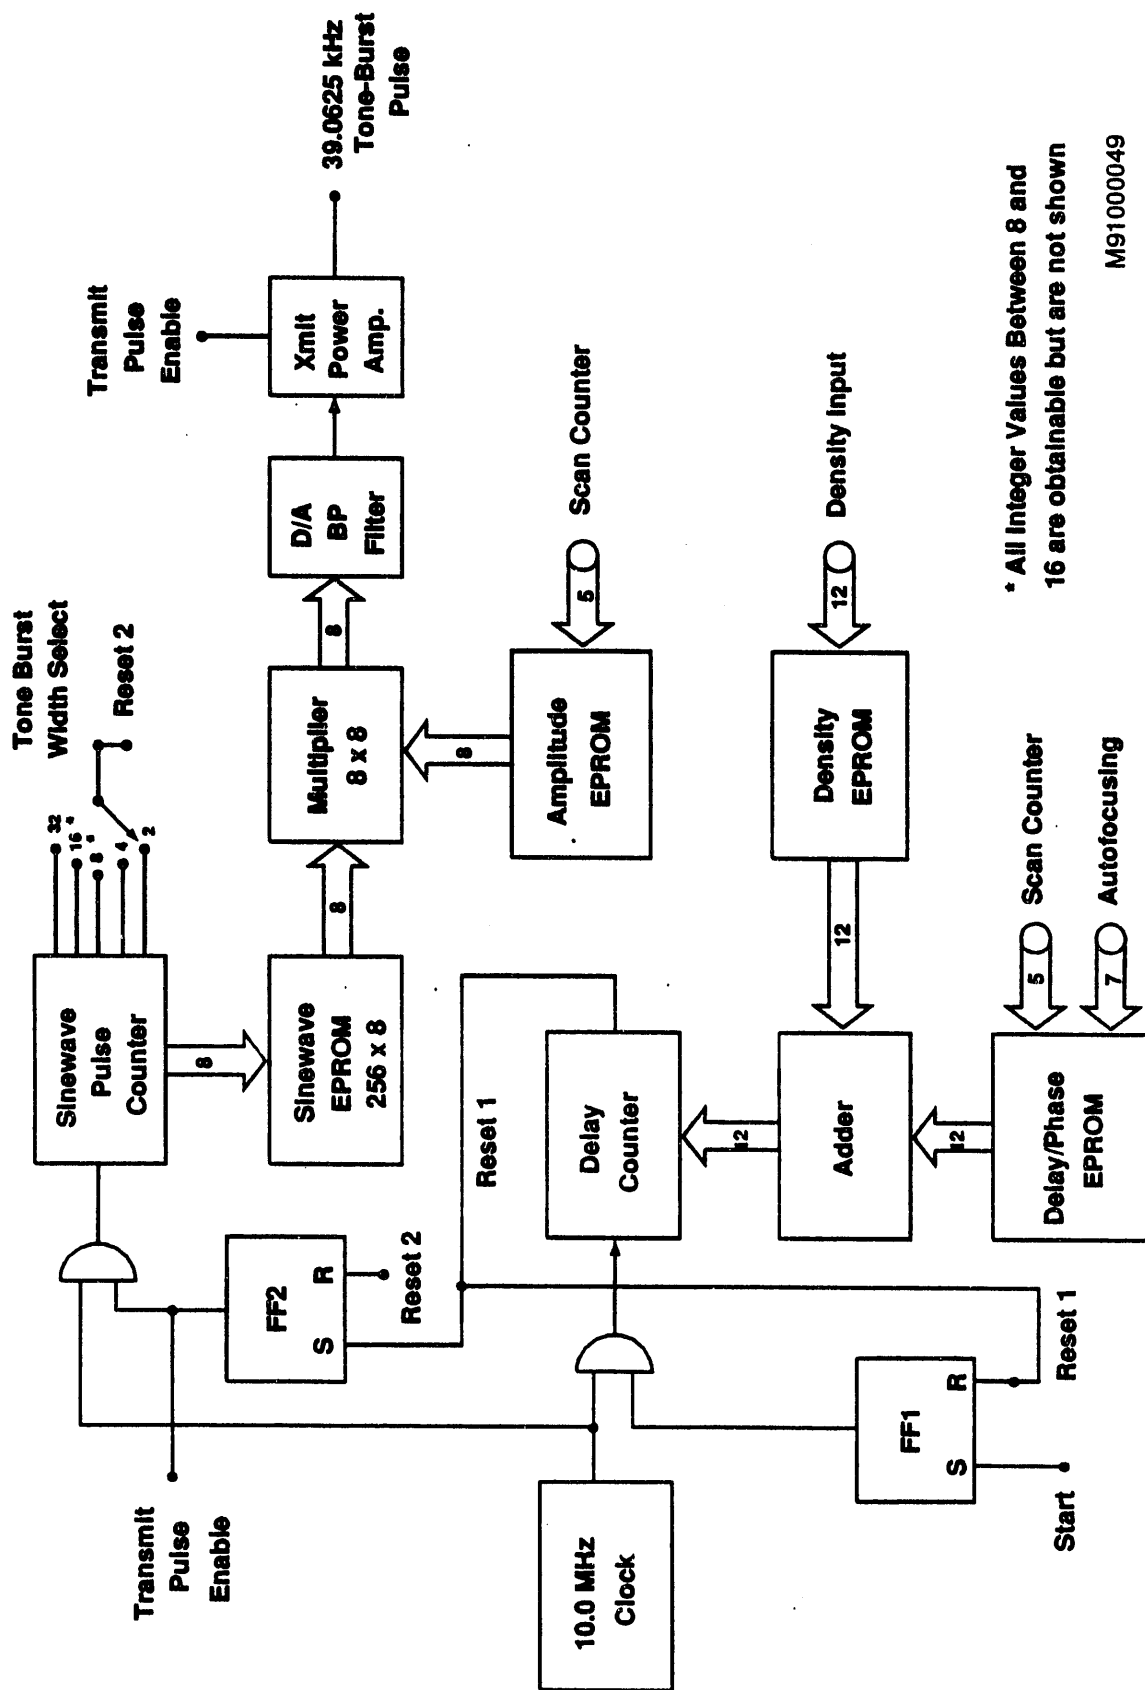 Tone Burst
Width Select
32
16 *
8 *
4
2
Reset 2
Sinewave
Pulse
Counter
8
Transmit
Pulse
Enable
Sinewave
EPROM
256 x 8
8
Multiplier
8 x 8
8
D/A
BP
Filter
Xmit
Power
Amp.
Transmit
Pulse
Enable
39.0625 kHz
Tone-Burst
Pulse
FF2
S
R
Reset 2
8
Amplitude
EPROM
5
Scan Counter
Reset 1
10.0 MHz
Clock
Delay
Counter
12
Adder
12
Density
EPROM
12
Density Input
FF1
S
R
Start
Reset 1
12
Delay/Phase
EPROM
5
Scan Counter
7
Autofocusing
* All Integer Values Between 8 and
16 are obtainable but are not shown
M91000049